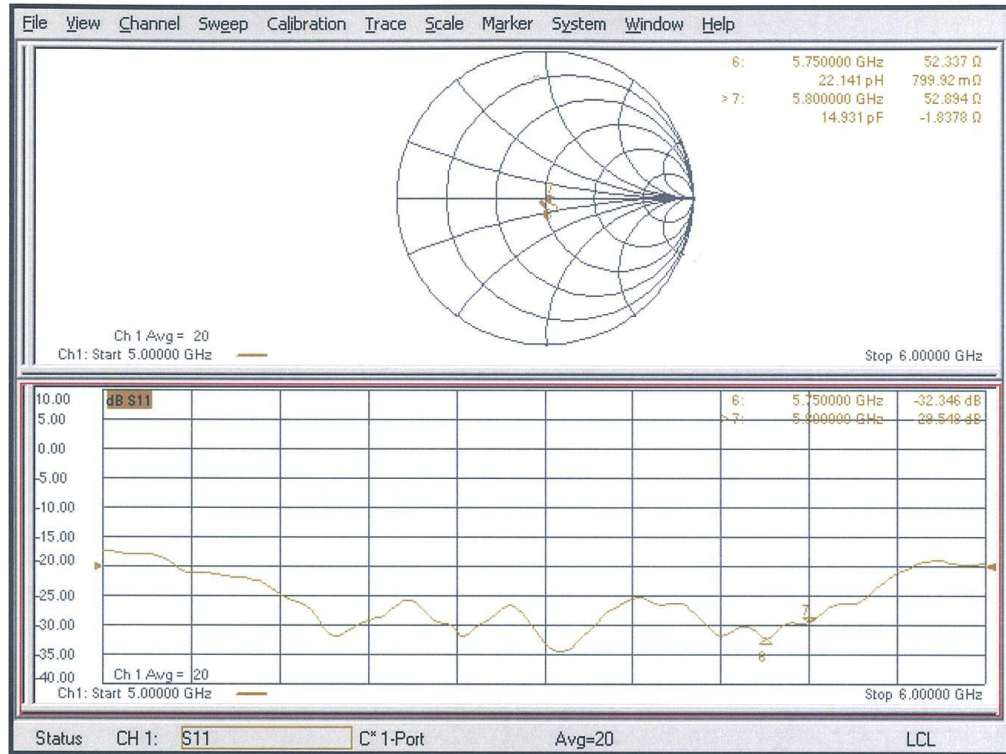 File View Channel Sweep Calibration Trace Scale Marker System Window Help
6: 5.750000 GHz 52.337 Ω
22.141 pH 799.92 mΩ
> 7: 5.800000 GHz 52.894 Ω
14.931 pF -1.8378 Ω
Ch 1 Avg = 20
Ch1: Start 5.00000 GHz
Stop 6.00000 GHz
dB S11
6: 5.750000 GHz -32.346 dB
> 7: 5.800000 GHz -29.548 dB
10.00
5.00
0.00
-5.00
-10.00
-15.00
-20.00
-25.00
-30.00
-35.00
-40.00
7
6
Ch 1 Avg = 20
Ch1: Start 5.00000 GHz
Stop 6.00000 GHz
Status CH 1: S11 C* 1-Port Avg=20 LCL